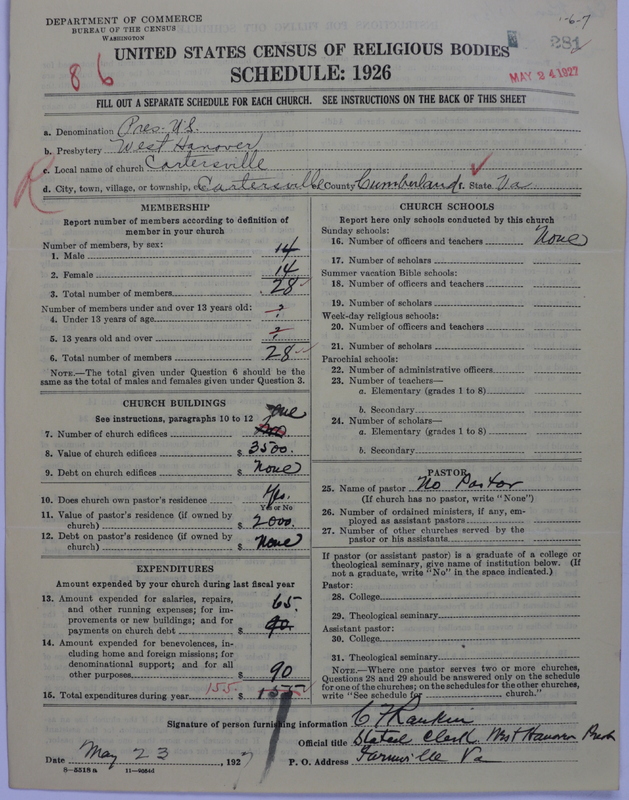 DEPARTMENT OF COMMERCE
BUREAU OF THE CENSUS
WASHINGTON
1-6-7
281
8 6
MAY 24 1927
UNITED STATES CENSUS OF RELIGIOUS BODIES
SCHEDULE: 1926
FILL OUT A SEPARATE SCHEDULE FOR EACH CHURCH. SEE INSTRUCTIONS ON THE BACK OF THIS SHEET
R
a. Denomination Pres. U.S.
b. Presbytery West Hanover
c. Local name of church Cartersville
d. City, town, village, or township, Cartersville County Cumberland State Va
MEMBERSHIP
Report number of members according to definition of
member in your church
Number of members, by sex:
1. Male 14
2. Female 14
3. Total number of members 28
Number of members under and over 13 years old:
4. Under 13 years of age ?
5. 13 years old and over ?
6. Total number of members 28
NOTE.—The total given under Question 6 should be
the same as the total of males and females given under Question 3.
CHURCH BUILDINGS
See instructions, paragraphs 10 to 12
7. Number of church edifices one
8. Value of church edifices $ 3500.
9. Debt on church edifices $ none
10. Does church own pastor's residence Yes.
Yes or No
11. Value of pastor's residence (if owned by
church) $ 2000.
12. Debt on pastor's residence (if owned by
church) $ None
EXPENDITURES
Amount expended by your church during last fiscal year
13. Amount expended for salaries, repairs,
and other running expenses; for im-
provements or new buildings; and for
payments on church debt $ 65. 90.
14. Amount expended for benevolences, in-
cluding home and foreign missions; for
denominational support; and for all
other purposes $ 90
15. Total expenditures during year 155. $ 155
CHURCH SCHOOLS
Report here only schools conducted by this church
Sunday schools:
16. Number of officers and teachers None
17. Number of scholars
Summer vacation Bible schools:
18. Number of officers and teachers
19. Number of scholars
Week-day religious schools:
20. Number of officers and teachers
21. Number of scholars
Parochial schools:
22. Number of administrative officers
23. Number of teachers—
a. Elementary (grades 1 to 8)
b. Secondary
24. Number of scholars—
a. Elementary (grades 1 to 8)
b. Secondary
PASTOR
25. Name of pastor No Pastor
(If church has no pastor, write "None")
26. Number of ordained ministers, if any, em-
ployed as assistant pastors
27. Number of other churches served by the
pastor or his assistants
If pastor (or assistant pastor) is a graduate of a college or
theological seminary, give name of institution below. (If
not a graduate, write "No" in the space indicated.)
Pastor:
28. College
29. Theological seminary
Assistant pastor:
30. College
31. Theological seminary
NOTE.—Where one pastor serves two or more churches,
Questions 28 and 29 should be answered only on the schedule
for one of the churches; on the schedules for the other churches,
write "See schedule for church."
Signature of person furnishing information C F Rankin
Official title Stated Clerk West Hanover Presb
Date May 23, 1927 P. O. Address Farmville Va
8—5518a